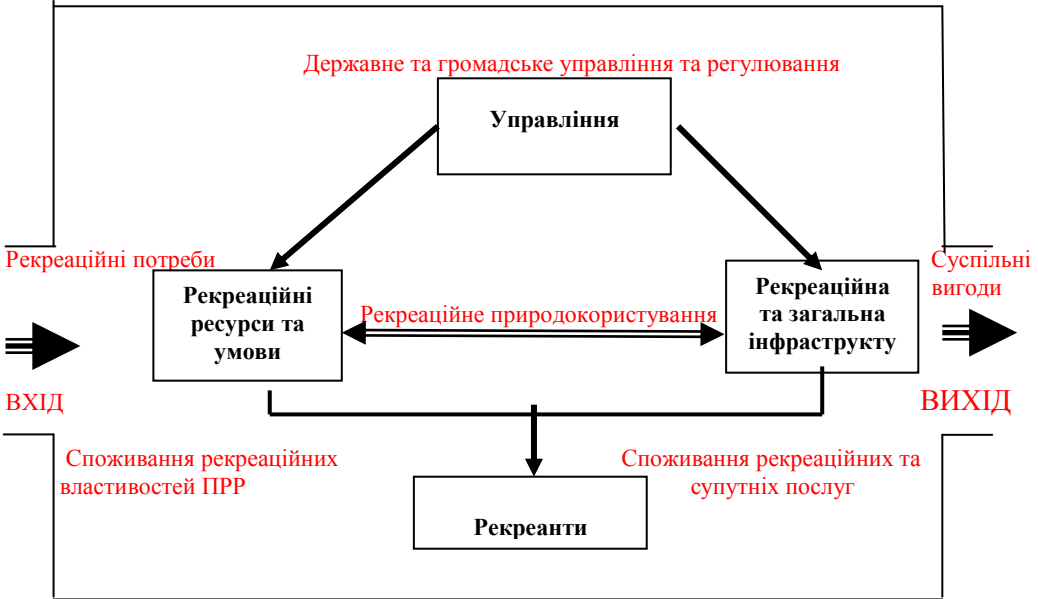 Державне та громадське управління та регулювання
Управління
Рекреаційні потреби
Суспільні
вигоди
Рекреаційні
ресурси та
умови
Рекреаційне природокористування
Рекреаційна
та загальна
інфраструкту
ВХІД
ВИХІД
Споживання рекреаційних
властивостей ПРР
Споживання рекреаційних та
супутніх послуг
Рекреанти